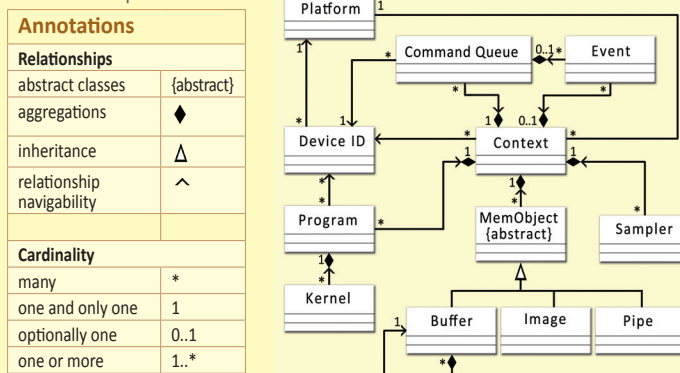 Annotations
Relationships
abstract classes {abstract}
aggregations
inheritance
relationship
navigability
Cardinality
many *
one and only one 1
optionally one 0..1
one or more 1..*
Platform 1
1
Command Queue 0..1 * Event
*
* *
* 1 1 0..1
Device ID * Context *
1 1
* 1
* *
Program * MemObject
{abstract} *
Sampler
1
*
Kernel
1 Buffer Image Pipe
*